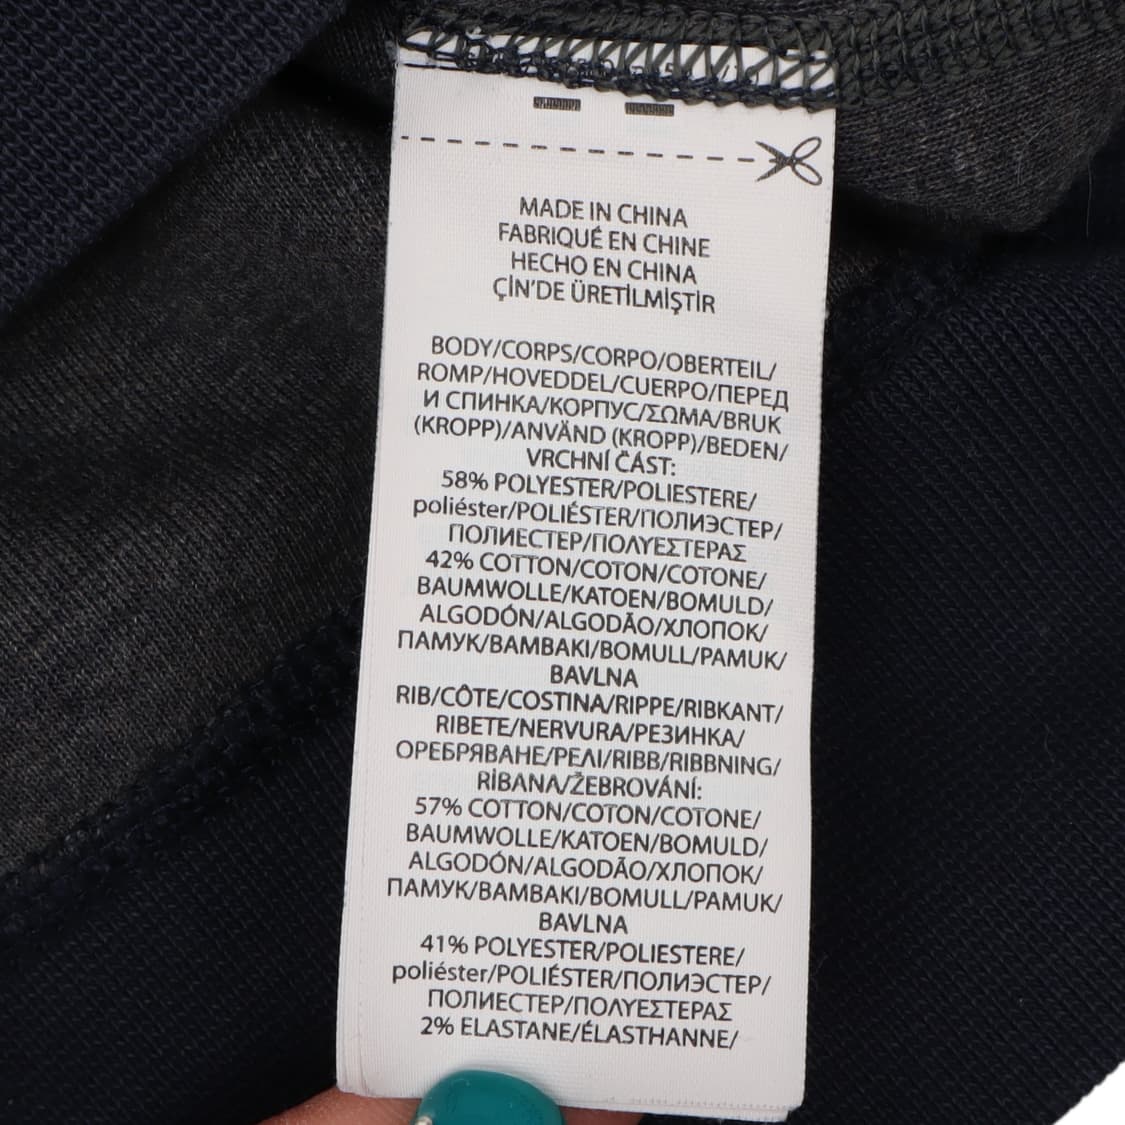 MADE IN CHINA
FABRIQUÉ EN CHINE
HECHO EN CHINA
ÇİN'DE ÜRETİLMİŞTİR
BODY/CORPS/CORPO/OBERTEIL/
ROMP/HOVEDDEL/CUERPO/ПЕРЕД
И СПИНКА/КОРПУС/ΣΩΜΑ/BRUK
(KROPP)/ANVÄND (KROPP)/BEDEN/
VRCHNÍ ČÁST:
58% POLYESTER/POLIESTERE/
poliéster/POLIÉSTER/ПОЛИЭСТЕР/
ПОЛИЕСТЕР/ΠΟΛΥΕΣΤΕΡΑΣ
42% COTTON/COTON/COTONE/
BAUMWOLLE/KATOEN/BOMULD/
ALGODÓN/ALGODÃO/ХЛОПОК/
ПАМУК/BAMBAKI/BOMULL/PAMUK/
BAVLNA
RIB/CÔTE/COSTINA/RIPPE/RIBKANT/
RIBETE/NERVURA/РЕЗИНКА/
ОРЕБРЯВАНЕ/ΡΕΛΙ/RIBB/RIBBNING/
RİBANA/ŽEBROVÁNÍ:
57% COTTON/COTON/COTONE/
BAUMWOLLE/KATOEN/BOMULD/
ALGODÓN/ALGODÃO/ХЛОПОК/
ПАМУК/BAMBAKI/BOMULL/PAMUK/
BAVLNA
41% POLYESTER/POLIESTERE/
poliéster/POLIÉSTER/ПОЛИЭСТЕР/
ПОЛИЕСТЕР/ΠΟΛΥΕΣΤΕΡΑΣ
2% ELASTANE/ÉLASTHANNE/